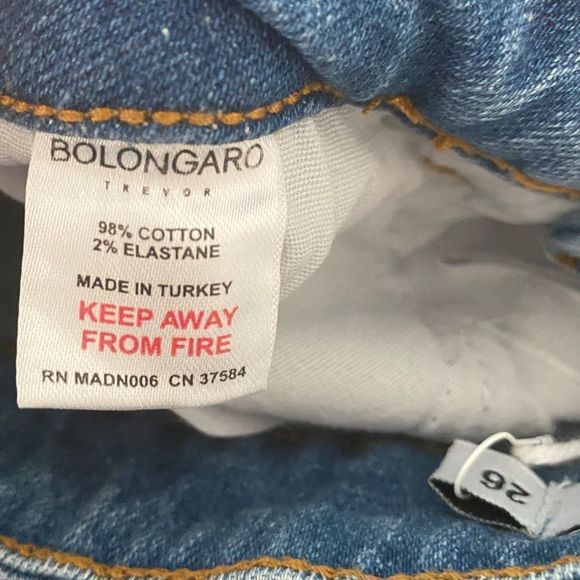 BOLONGARO
TREVOR
98% COTTON
2% ELASTANE
MADE IN TURKEY
KEEP AWAY
FROM FIRE
RN MADN006 CN 37584
26